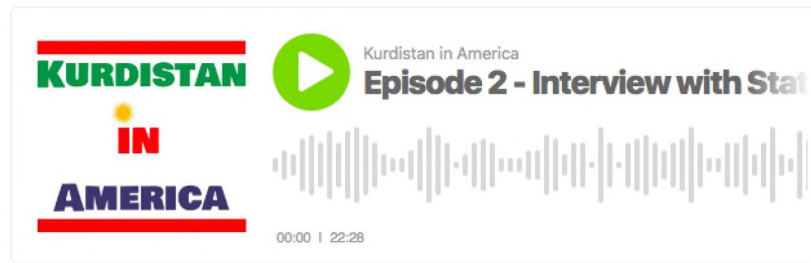 KURDISTAN
IN
AMERICA
Kurdistan in America
Episode 2 - Interview with Stat
00:00 | 22:28